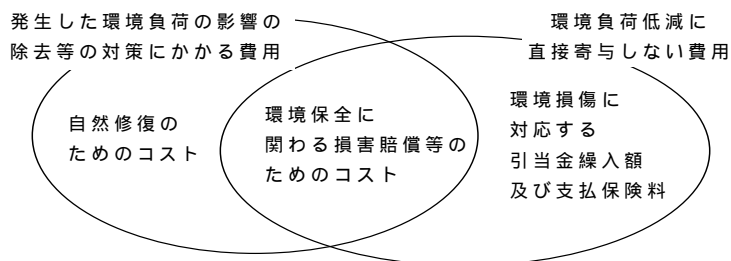 発生した環境負荷の影響の
除去等の対策にかかる費用
環境負荷低減に
直接寄与しない費用
自然修復の
ためのコスト
環境保全に
関わる損害賠償等の
ためのコスト
環境損傷に
対応する
引当金繰入額
及び支払保険料